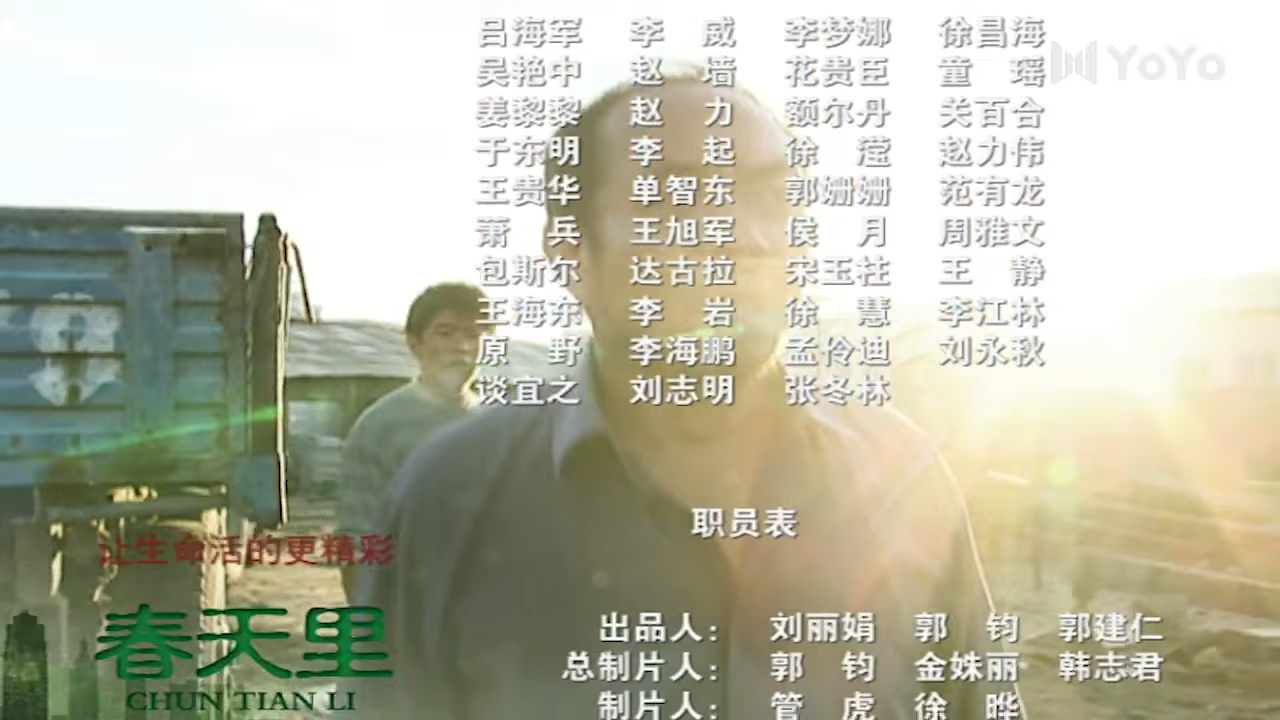 吕海军 李 威 李梦娜 徐昌海
YoYo
吴艳中 赵 墙 花贵臣 童 瑶
姜黎黎 赵 力 额尔丹 关百合
于东明 李 起 徐 滢 赵力伟
王贵华 单智东 郭姗姗 范有龙
萧 兵 王旭军 侯 月 周雅文
包斯尔 达古拉 宋玉柱 王 静
王海东 李 岩 徐 慧 李江林
原 野 李海鹏 孟伶迪 刘永秋
谈宜之 刘志明 张冬林
职员表
让生命活的更精彩
春天里
CHUN TIAN LI
出品人： 刘丽娟 郭 钧 郭建仁
总制片人： 郭 钧 金姝丽 韩志君
制片人： 管 虎 徐 晔